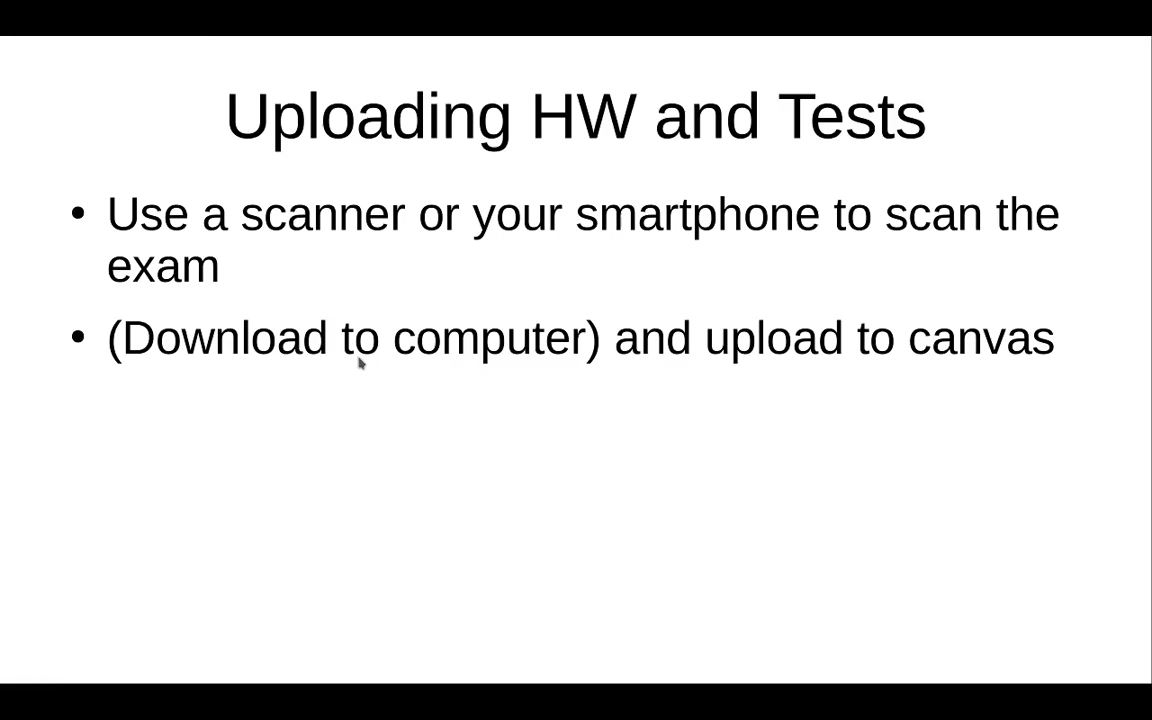 Uploading HW and Tests
• Use a scanner or your smartphone to scan the
exam
• (Download to computer) and upload to canvas